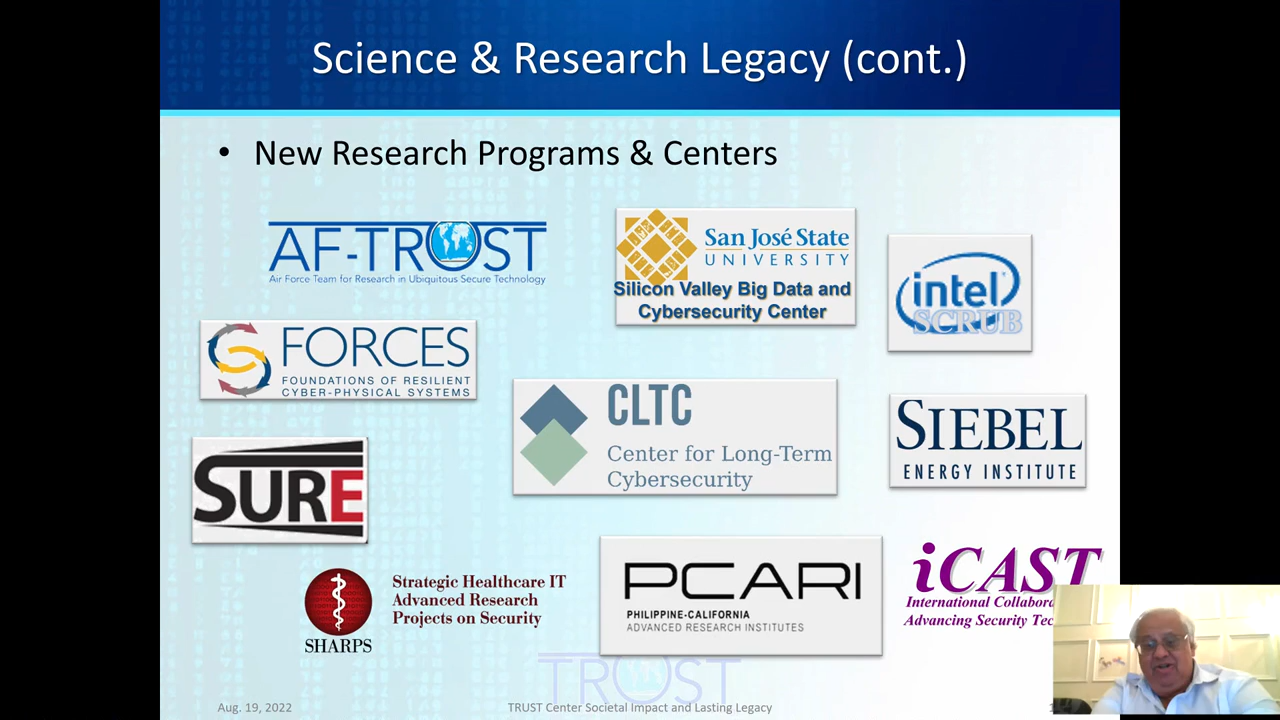 Science & Research Legacy (cont.)
• New Research Programs & Centers
AF-TRUST
Air Force Team for Research in Ubiquitous Secure Technology
San José State
UNIVERSITY
Silicon Valley Big Data and
Cybersecurity Center
intel
SCRUB
FORCES
FOUNDATIONS OF RESILIENT
CYBER-PHYSICAL SYSTEMS
CLTC
Center for Long-Term
Cybersecurity
SIEBEL
ENERGY INSTITUTE
SURE
SHARPS
Strategic Healthcare IT
Advanced Research
Projects on Security
PCARI
PHILIPPINE-CALIFORNIA
ADVANCED RESEARCH INSTITUTES
iCAST
International
Advancing Security
TRUST
Aug. 19, 2022
TRUST Center Societal Impact and Lasting Legacy